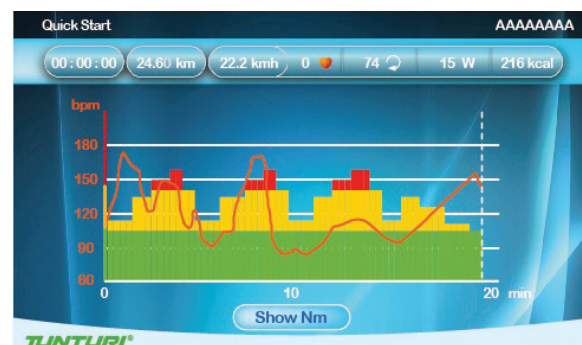 Quick Start AAAAAAAA
00:00:00 24.60 km 22.2 kmh 0 74 15 W 216 kcal
bpm
180
150
120
90
60
0 10 20 min
Show Nm
TUNTURI®